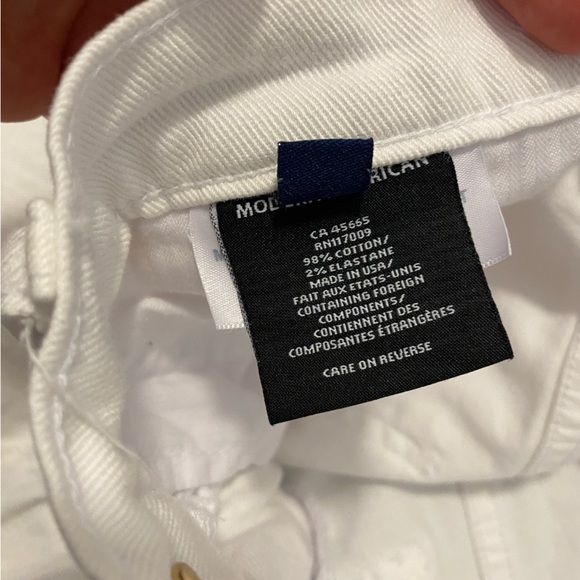 CA 45665
RN117009
98% COTTON/
2% ELASTANE
MADE IN USA/
FAIT AUX ETATS-UNIS
CONTAINING FOREIGN
COMPONENTS/
CONTIENNENT DES
COMPOSANTES ÉTRANGÈRES
CARE ON REVERSE